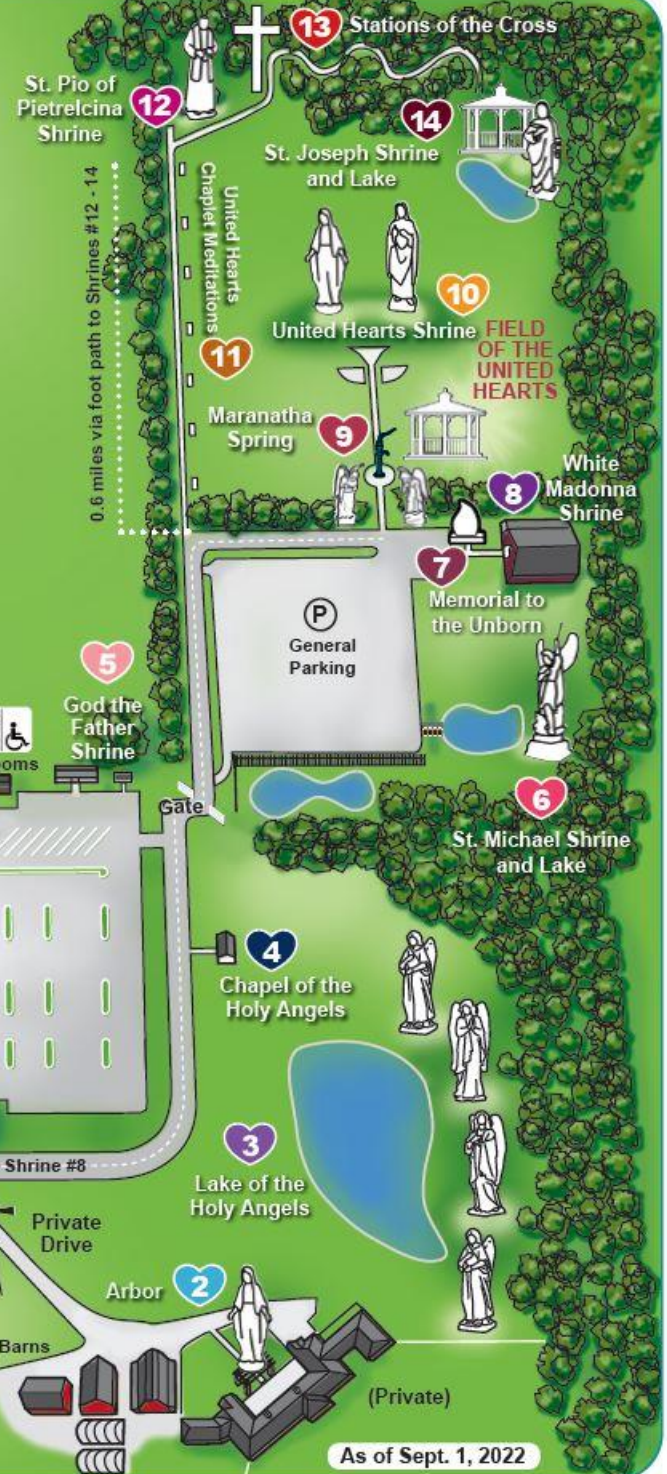 13 Stations of the Cross
St. Pio of
Pietrelcina
Shrine
12
14
St. Joseph Shrine
and Lake
0.6 miles via foot path to Shrines #12 - 14
United Hearts
Chaplet Meditations
11
10
United Hearts Shrine
FIELD
OF THE
UNITED
HEARTS
Maranatha
Spring
9
8
White
Madonna
Shrine
7
Memorial to
the Unborn
P
General
Parking
5
God the
Father
Shrine
ooms
Gate
6
St. Michael Shrine
and Lake
4
Chapel of the
Holy Angels
3
Lake of the
Holy Angels
Shrine #8
Private
Drive
Arbor 2
Barns
(Private)
As of Sept. 1, 2022